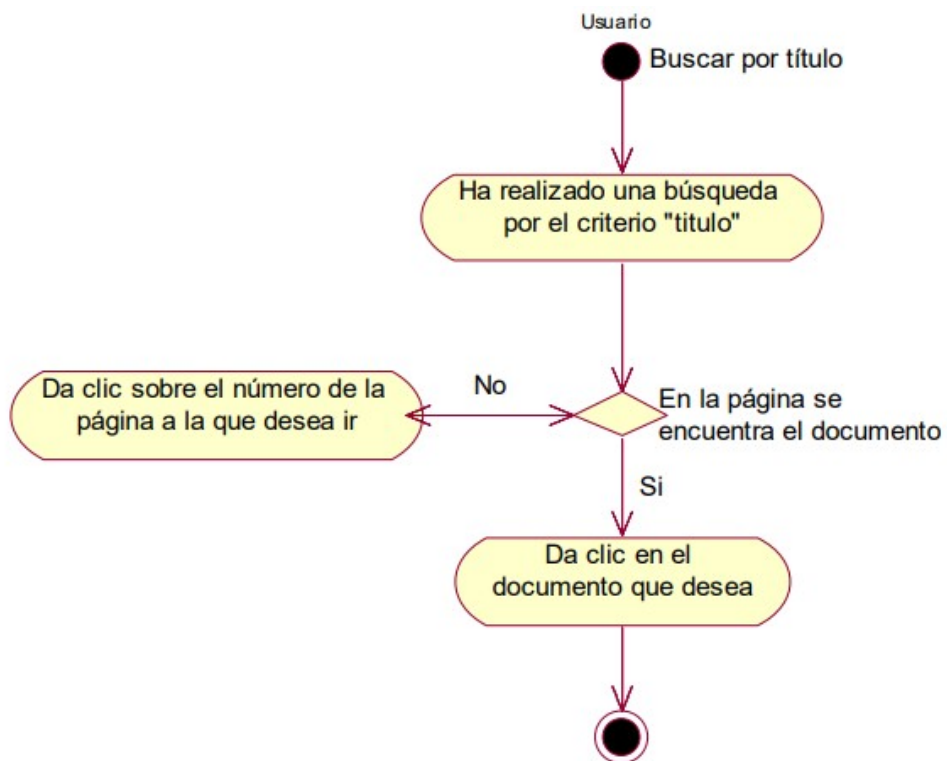 Usuario
Buscar por título
Ha realizado una búsqueda
por el criterio "titulo"
Da clic sobre el número de la
página a la que desea ir
No
En la página se
encuentra el documento
Si
Da clic en el
documento que desea